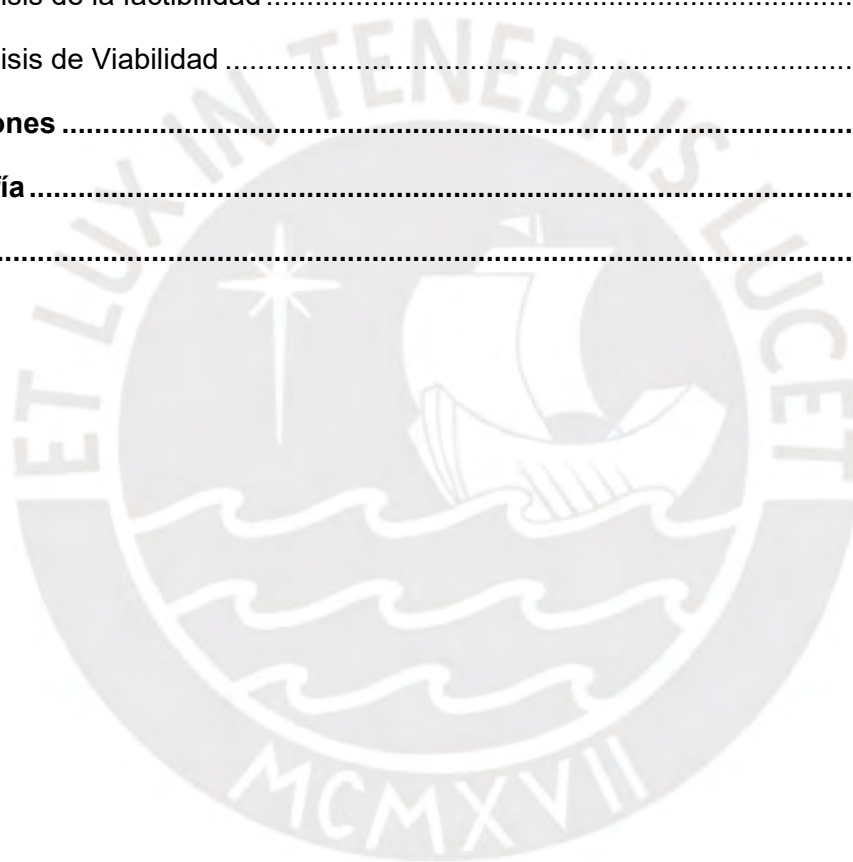 isis de la factibilidad ........................................................................
isis de Viabilidad .............................................................................
ones ..................................................................................................
ía .......................................................................................................
...........................................................................................................
ET LUX IN TENEBRIS LUCET
MCMXVII